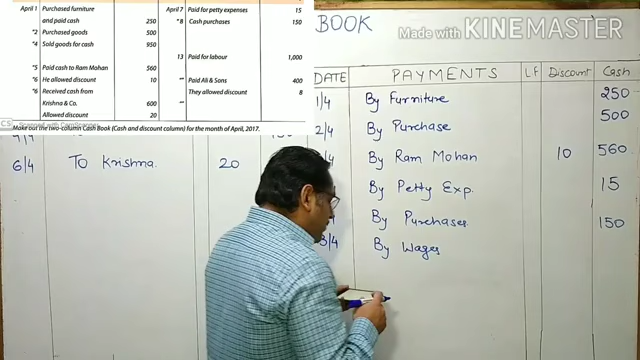 April 1 Purchased furniture
and paid cash 250
*2 Purchased goods 500
*4 Sold goods for cash 950
*5 Paid cash to Ram Mohan 560
*6 He allowed discount 10
*6 Received cash from
Krishna & Co. 600
Allowed discount 20
April 7 Paid for petty expenses 15
*8 Cash purchases 150
13 Paid for labour 1,000
Paid Ali & Sons 400
They allowed discount 8
CS Scanned with CamScanner
Make out the two-column Cash Book (Cash and discount column) for the month of April, 2017.
BOOK
Made with KINEMASTER
DATE PAYMENTS LF Discount Cash
1/4 By Furniture 250
2/4 By Purchase 500
/4 By Ram Mohan 10 560
By Petty Exp. 15
By Purchases 150
3/4 By Wages
6/4 To Krishna 20